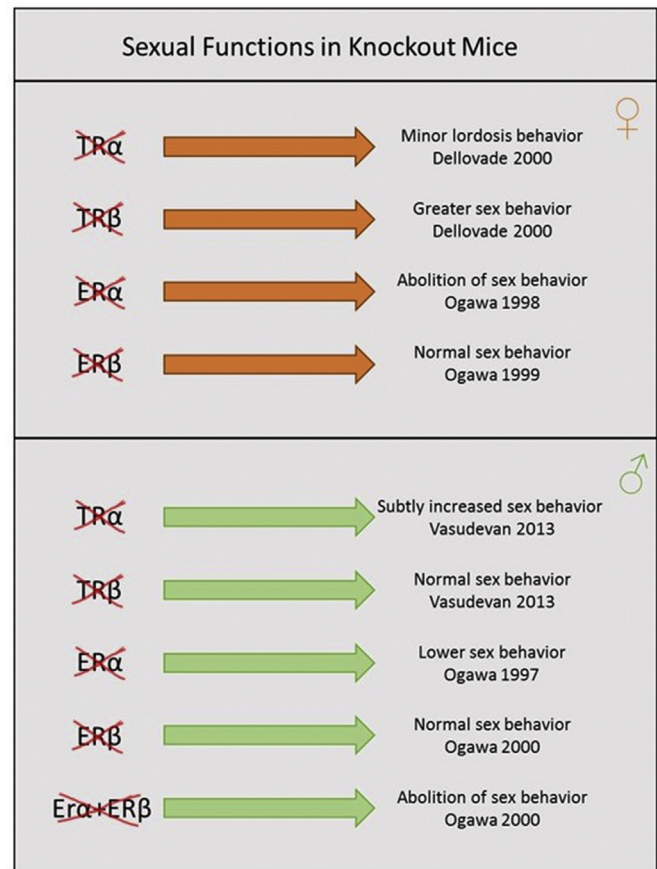 Sexual Functions in Knockout Mice
♀
TRα
Minor lordosis behavior
Dellovade 2000
TRβ
Greater sex behavior
Dellovade 2000
ERα
Abolition of sex behavior
Ogawa 1998
ERβ
Normal sex behavior
Ogawa 1999
♂
TRα
Subtly increased sex behavior
Vasudevan 2013
TRβ
Normal sex behavior
Vasudevan 2013
ERα
Lower sex behavior
Ogawa 1997
ERβ
Normal sex behavior
Ogawa 2000
Erα+ERβ
Abolition of sex behavior
Ogawa 2000